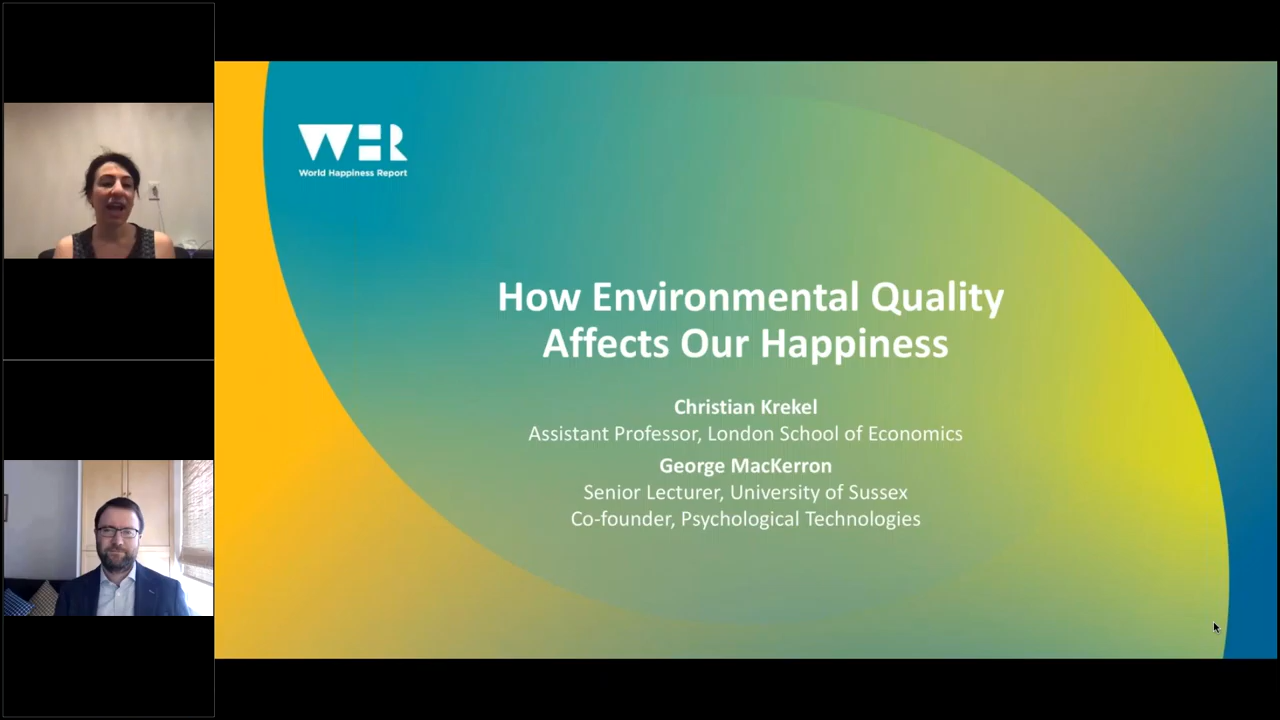 WHR
World Happiness Report
How Environmental Quality
Affects Our Happiness
Christian Krekel
Assistant Professor, London School of Economics
George MacKerron
Senior Lecturer, University of Sussex
Co-founder, Psychological Technologies